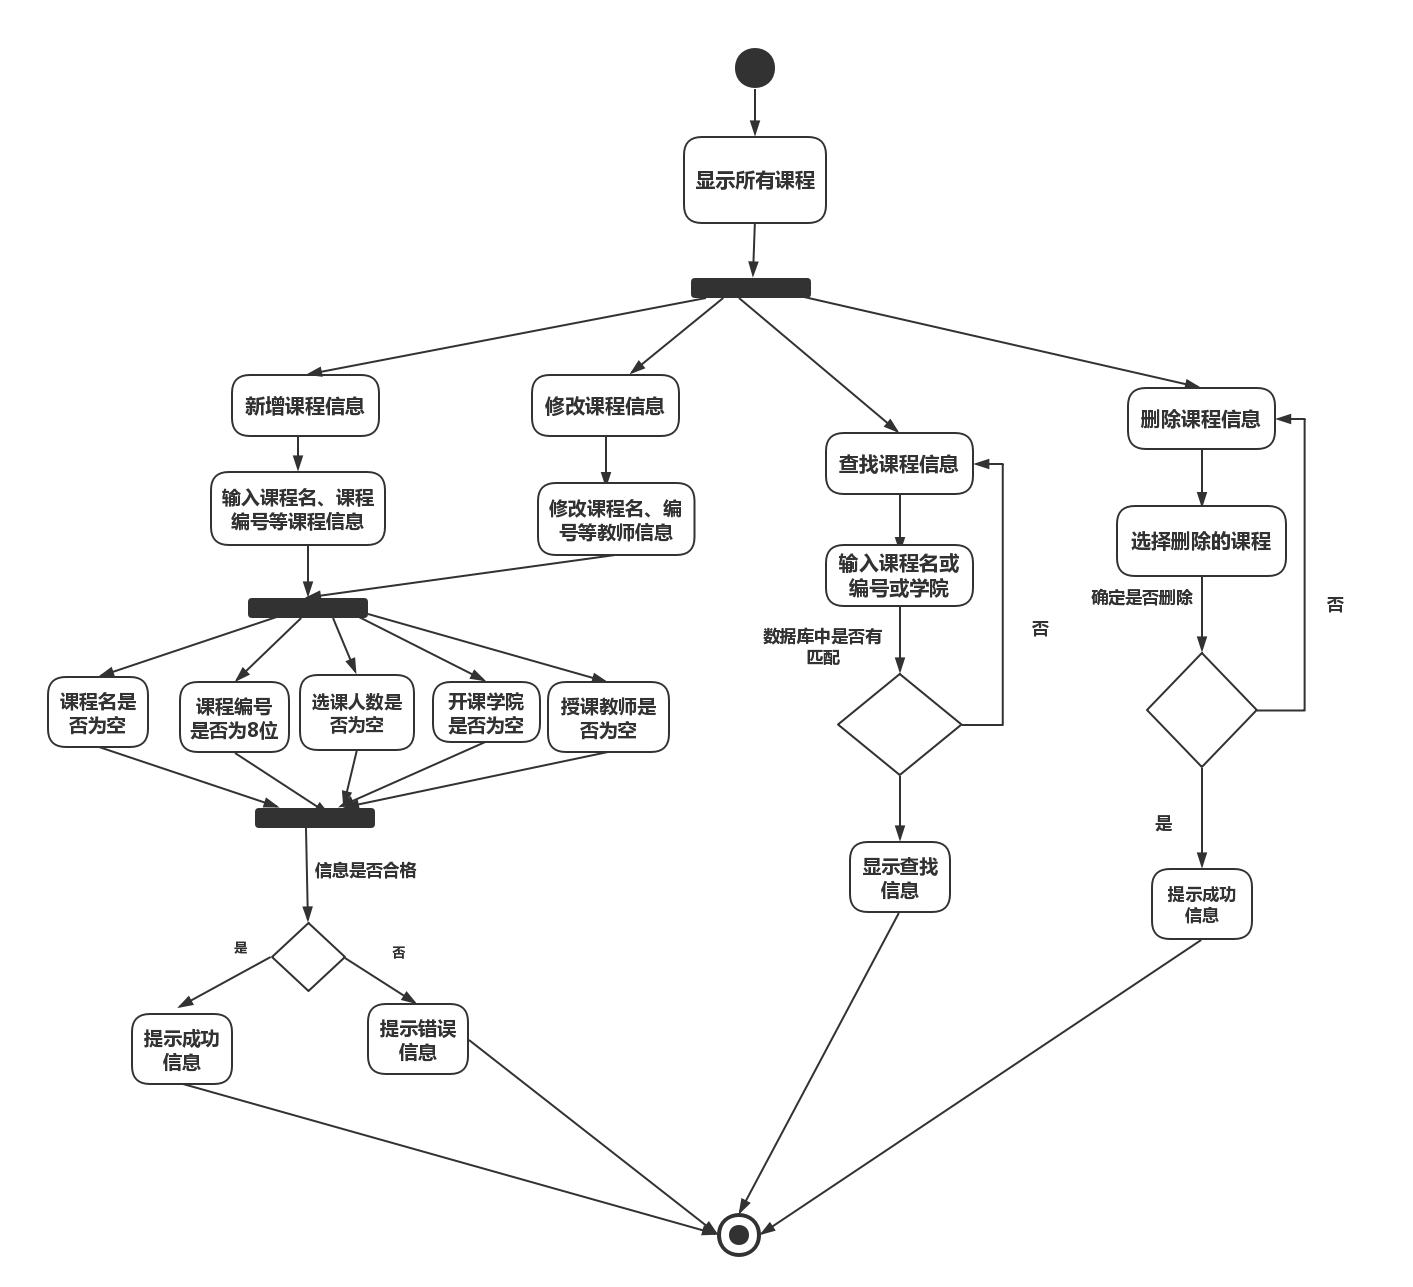 显示所有课程
新增课程信息
修改课程信息
删除课程信息
查找课程信息
输入课程名、课程
编号等课程信息
修改课程名、编
号等教师信息
选择删除的课程
输入课程名或
编号或学院
确定是否删除
否
数据库中是否有
匹配
否
课程名是
否为空
课程编号
是否为8位
选课人数是
否为空
开课学院
是否为空
授课教师是
否为空
是
信息是否合格
显示查找
信息
提示成功
信息
是
否
提示成功
信息
提示错误
信息